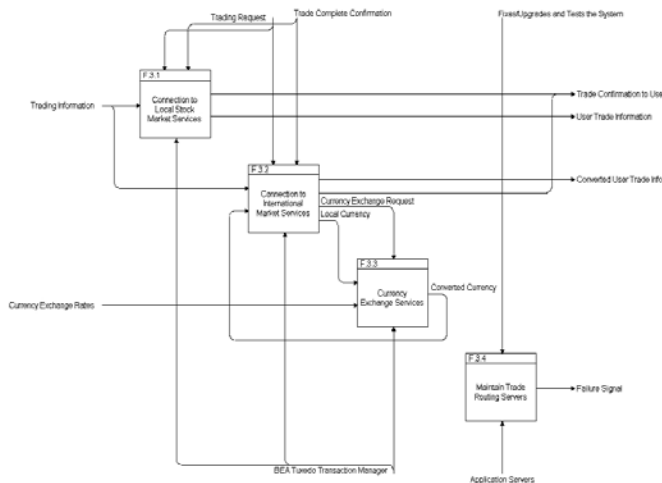 Trading Request
Trade Complete Confirmation
Fixes/Upgrades and Tests the System
F.3.1
Connection to
Local Stock
Market Services
Trading Information
Trade Confirmation to Use
User Trade Information
F.3.2
Connection to
International
Market Services
Converted User Trade Info
Currency Exchange Request
Local Currency
F.3.3
Currency
Exchange Services
Converted Currency
Currency Exchange Rates
F.3.4
Maintain Trade
Routing Servers
Failure Signal
BEA Tuxedo Transaction Manager
Application Servers